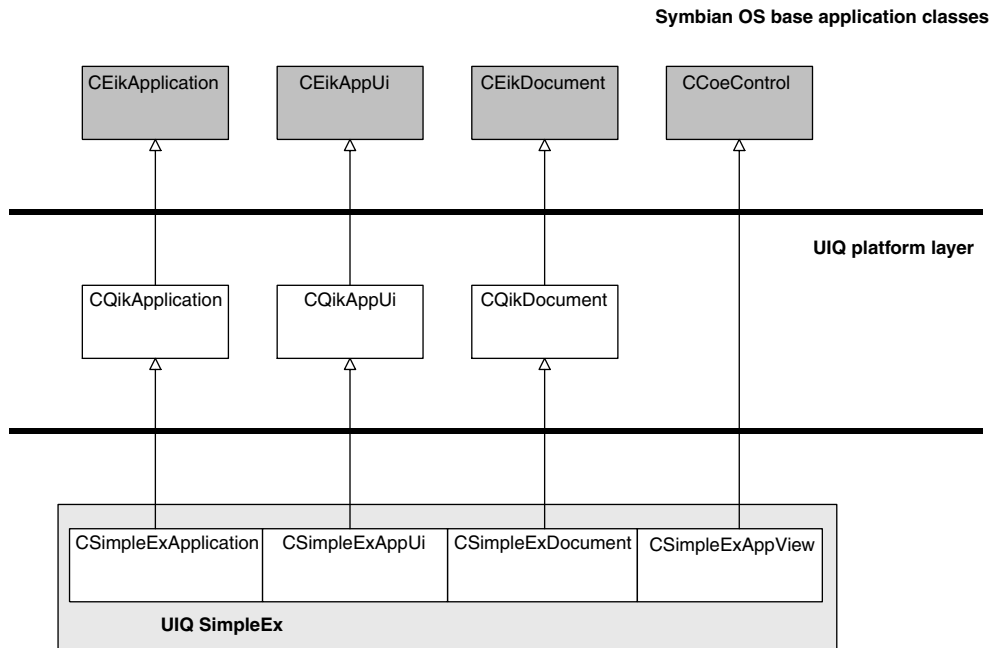 Symbian OS base application classes
CEikApplication
CEikAppUi
CEikDocument
CCoeControl
UIQ platform layer
CQikApplication
CQikAppUi
CQikDocument
CSimpleExApplication
CSimpleExAppUi
CSimpleExDocument
CSimpleExAppView
UIQ SimpleEx